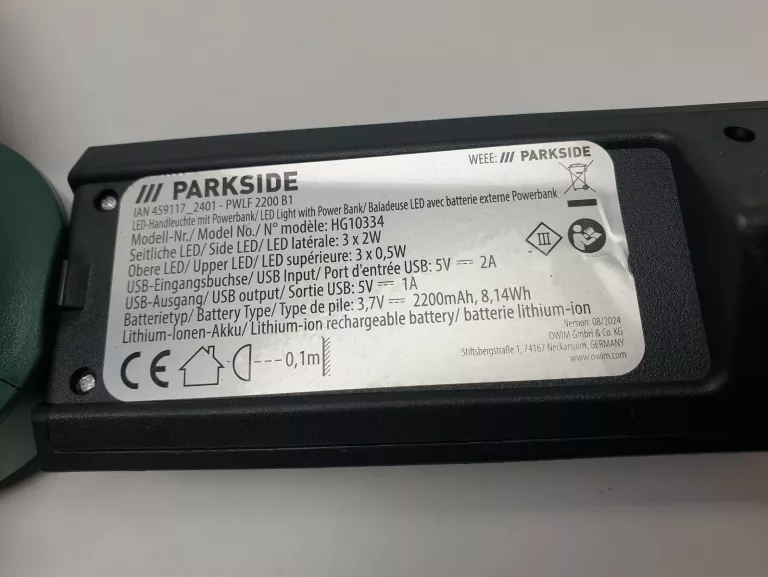 WEEE: /// PARKSIDE
/// PARKSIDE
IAN 459117_2401 - PWLF 2200 B1
LED-Handleuchte mit Powerbank/ LED Light with Power Bank/ Baladeuse LED avec batterie externe Powerbank
Modell-Nr./ Model No./ N° modèle: HG10334
Seitliche LED/ Side LED/ LED latérale: 3 x 2W
Obere LED/ Upper LED/ LED supérieure: 3 x 0,5W
USB-Eingangsbuchse/ USB Input/ Port d'entrée USB: 5V ⎓ 2A
USB-Ausgang/ USB output/ Sortie USB: 5V ⎓ 1A
Batterietyp/ Battery Type/ Type de pile: 3,7V ⎓ 2200mAh, 8,14Wh
Lithium-Ionen-Akku/ Lithium-ion rechargeable battery/ batterie lithium-ion
III
CE
0,1m
Version: 08/2024
OWIM GmbH & Co. KG
Stiftsbergstraße 1, 74167 Neckarsulm, GERMANY
www.owim.com